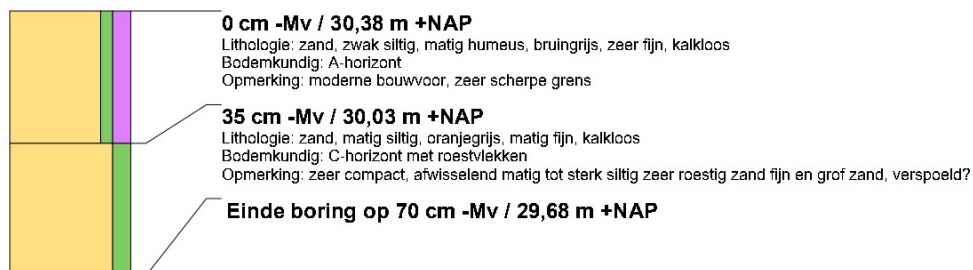 0 cm -Mv / 30,38 m +NAP
Lithologie: zand, zwak siltig, matig humeus, bruingrijs, zeer fijn, kalkloos
Bodemkundig: A-horizont
Opmerking: moderne bouwvoor, zeer scherpe grens
35 cm -Mv / 30,03 m +NAP
Lithologie: zand, matig siltig, oranjegrijs, matig fijn, kalkloos
Bodemkundig: C-horizont met roestvlekken
Opmerking: zeer compact, afwisselend matig tot sterk siltig zeer roestig zand fijn en grof zand, verspoeld?
Einde boring op 70 cm -Mv / 29,68 m +NAP